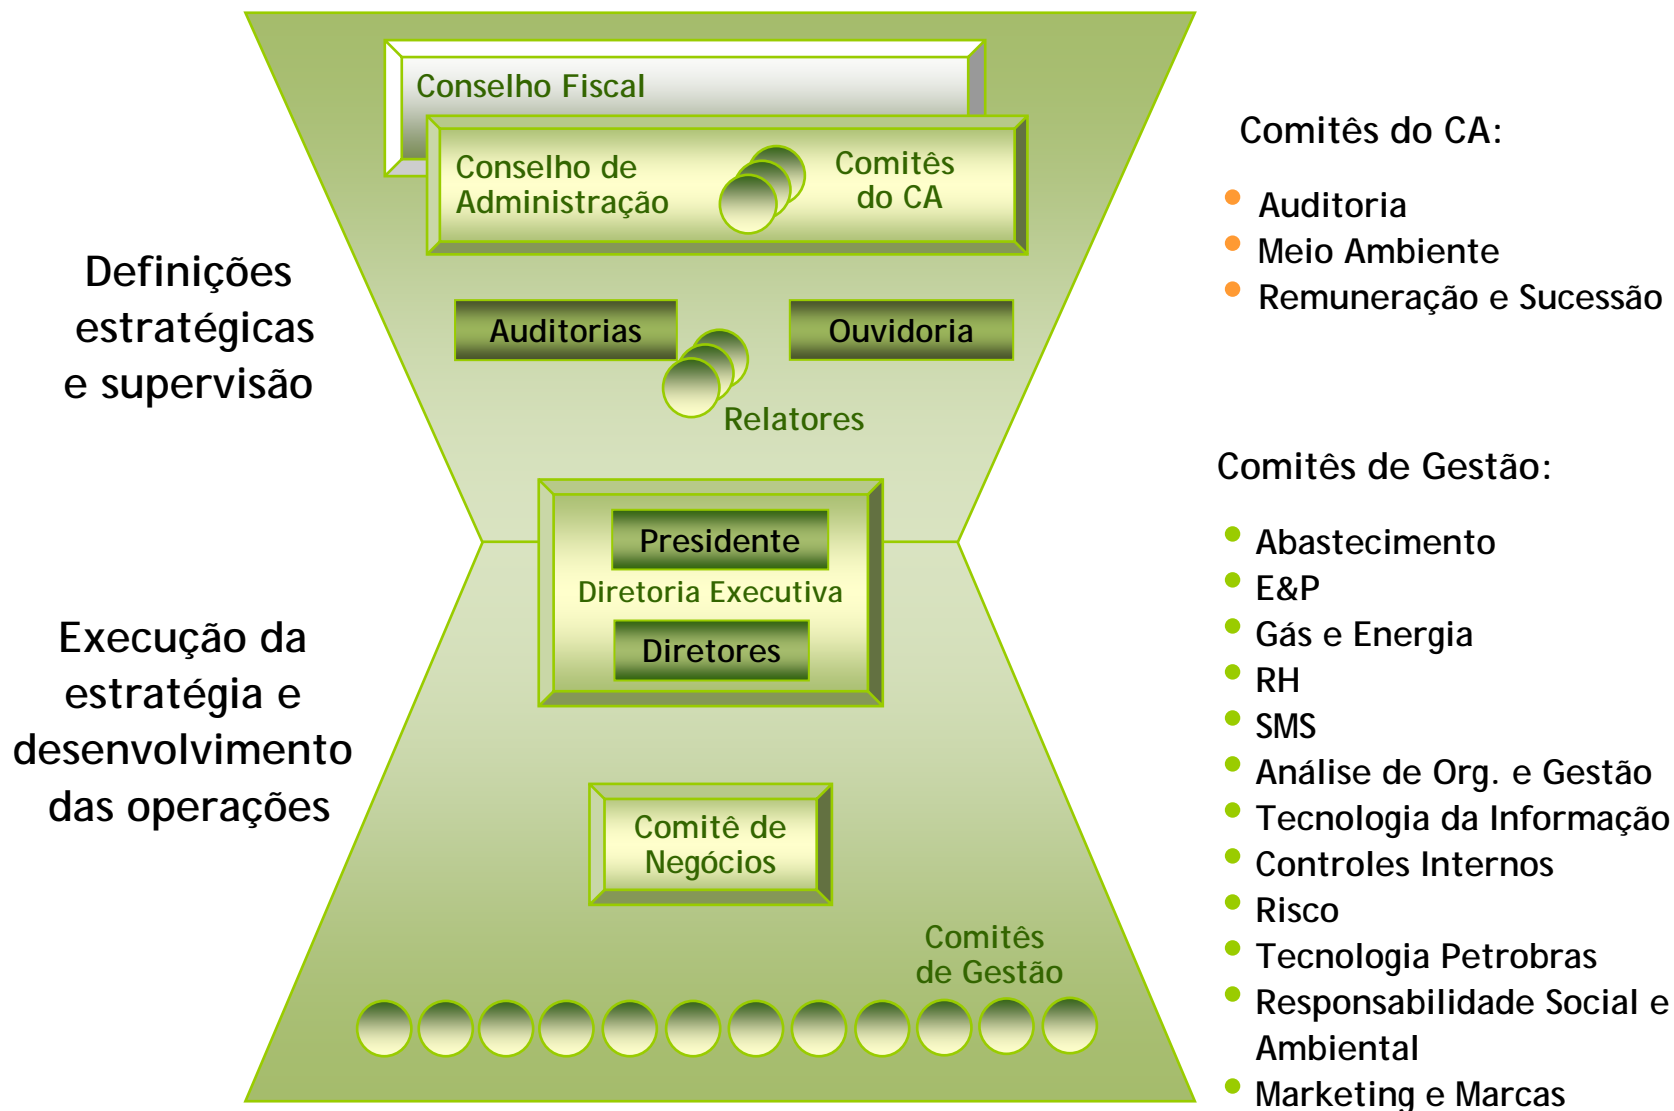 Conselho Fiscal
Conselho de
Administração
Comitês
do CA
Auditorias
Ouvidoria
Relatores
Presidente
Diretoria Executiva
Diretores
Comitê de
Negócios
Comitês
de Gestão
Definições
estratégicas
e supervisão
Execução da
estratégia e
desenvolvimento
das operações
Comitês do CA:
Auditoria
Meio Ambiente
Remuneração e Sucessão
Comitês de Gestão:
Abastecimento
E&P
Gás e Energia
RH
SMS
Análise de Org. e Gestão
Tecnologia da Informação
Controles Internos
Risco
Tecnologia Petrobras
Responsabilidade Social e
Ambiental
Marketing e Marcas